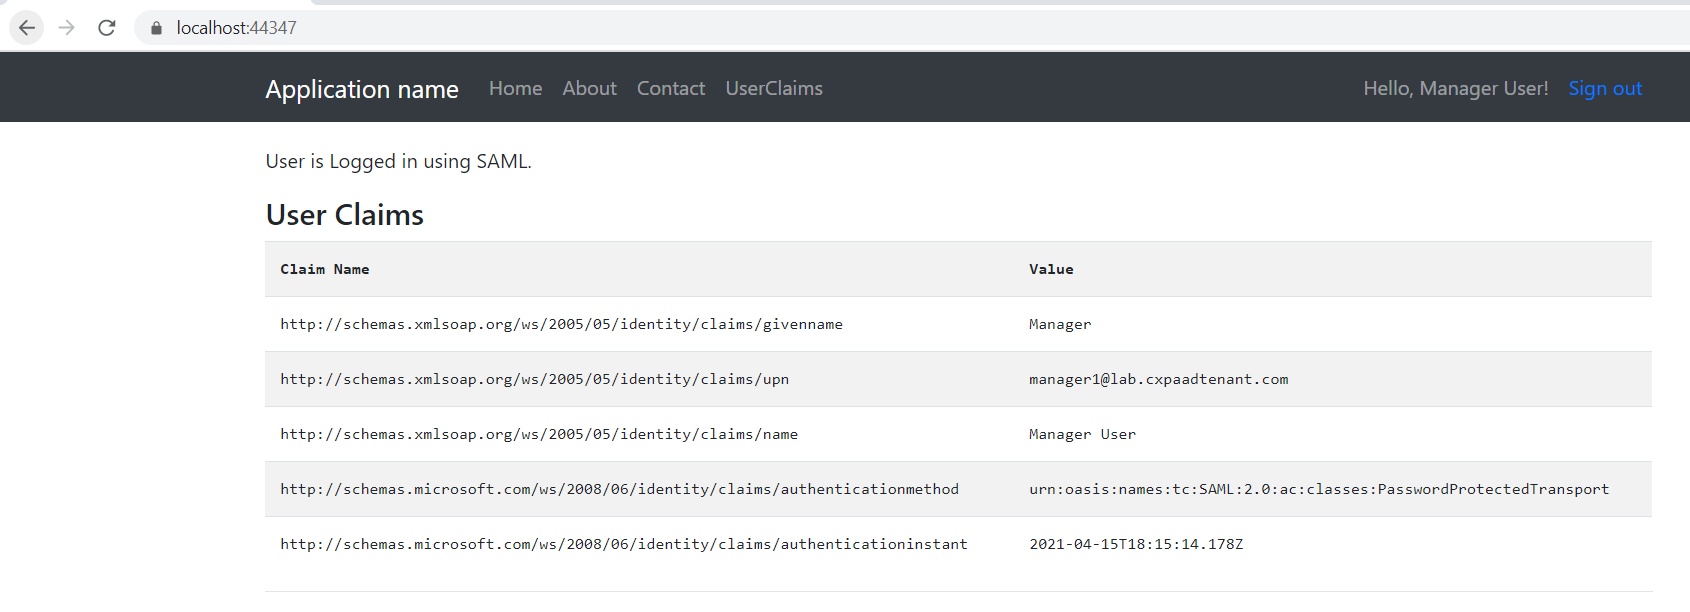 localhost:44347
Application name Home About Contact UserClaims Hello, Manager User! Sign out
User is Logged in using SAML.
User Claims
Claim Name Value
http://schemas.xmlsoap.org/ws/2005/05/identity/claims/givenname Manager
http://schemas.xmlsoap.org/ws/2005/05/identity/claims/upn manager1@lab.cxpaadtenant.com
http://schemas.xmlsoap.org/ws/2005/05/identity/claims/name Manager User
http://schemas.microsoft.com/ws/2008/06/identity/claims/authenticationmethod urn:oasis:names:tc:SAML:2.0:ac:classes:PasswordProtectedTransport
http://schemas.microsoft.com/ws/2008/06/identity/claims/authenticationinstant 2021-04-15T18:15:14.178Z